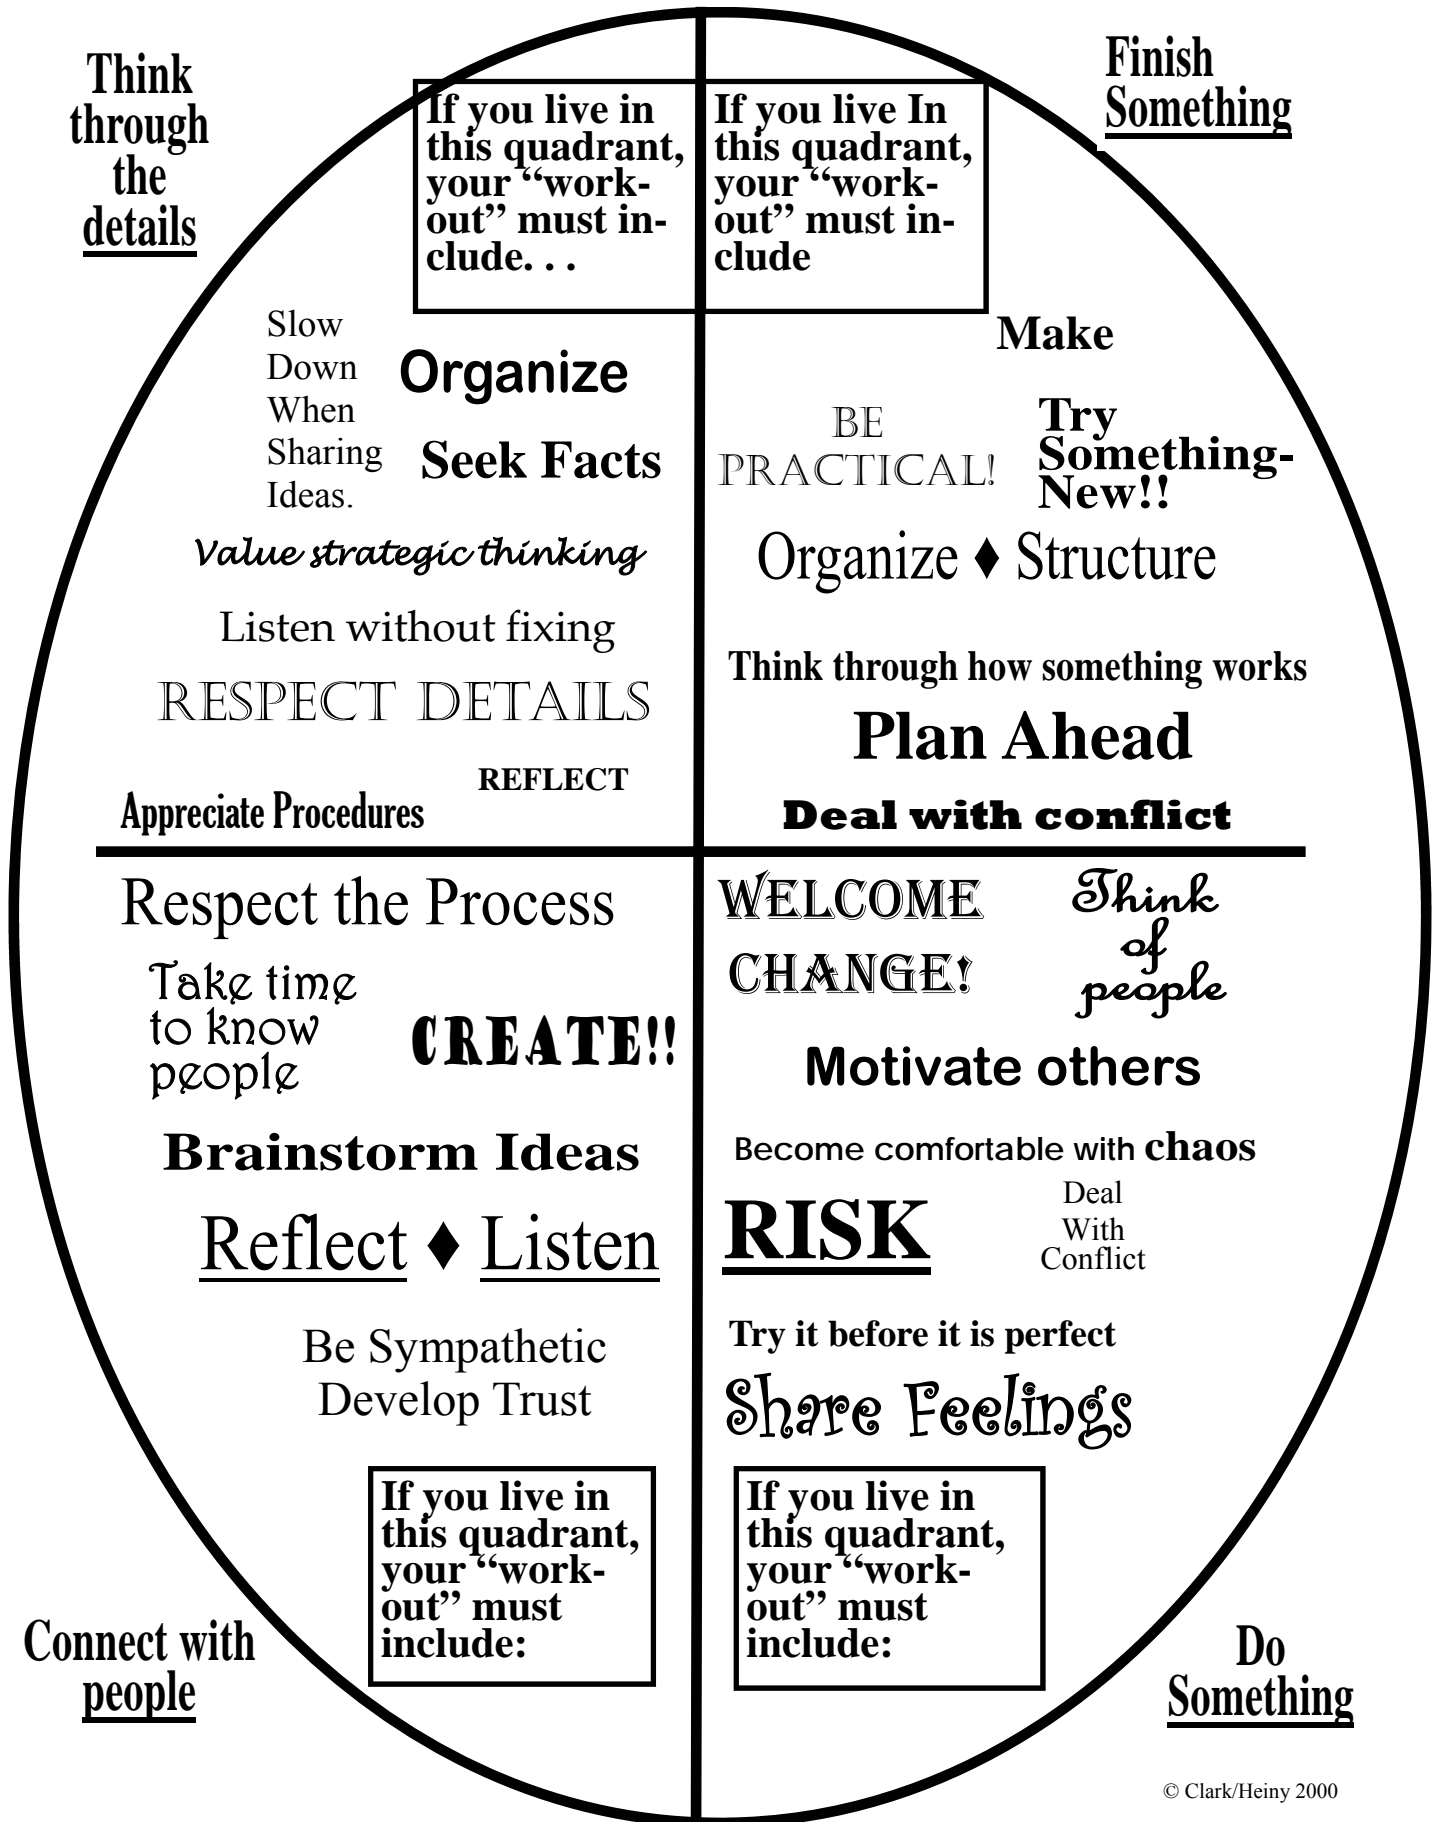 Think
through
the
details
Finish
Something
If you live in
this quadrant,
your “work-
out” must in-
clude. . .
If you live In
this quadrant,
your “work-
out” must in-
clude
Slow
Down
When
Sharing
Ideas.
Organize
Seek Facts
Value strategic thinking
Listen without fixing
RESPECT DETAILS
REFLECT
Appreciate Procedures
Make
BE
PRACTICAL!
Try
Something-
New!!
Organize ♦ Structure
Think through how something works
Plan Ahead
Deal with conflict
Respect the Process
Take time
to know
people
CREATE!!
Brainstorm Ideas
Reflect ♦ Listen
Be Sympathetic
Develop Trust
If you live in
this quadrant,
your “work-
out” must
include:
WELCOME
CHANGE!
Think
of
people
Motivate others
Become comfortable with chaos
RISK
Deal
With
Conflict
Try it before it is perfect
Share Feelings
If you live in
this quadrant,
your “work-
out” must
include:
Connect with
people
Do
Something
© Clark/Heiny 2000